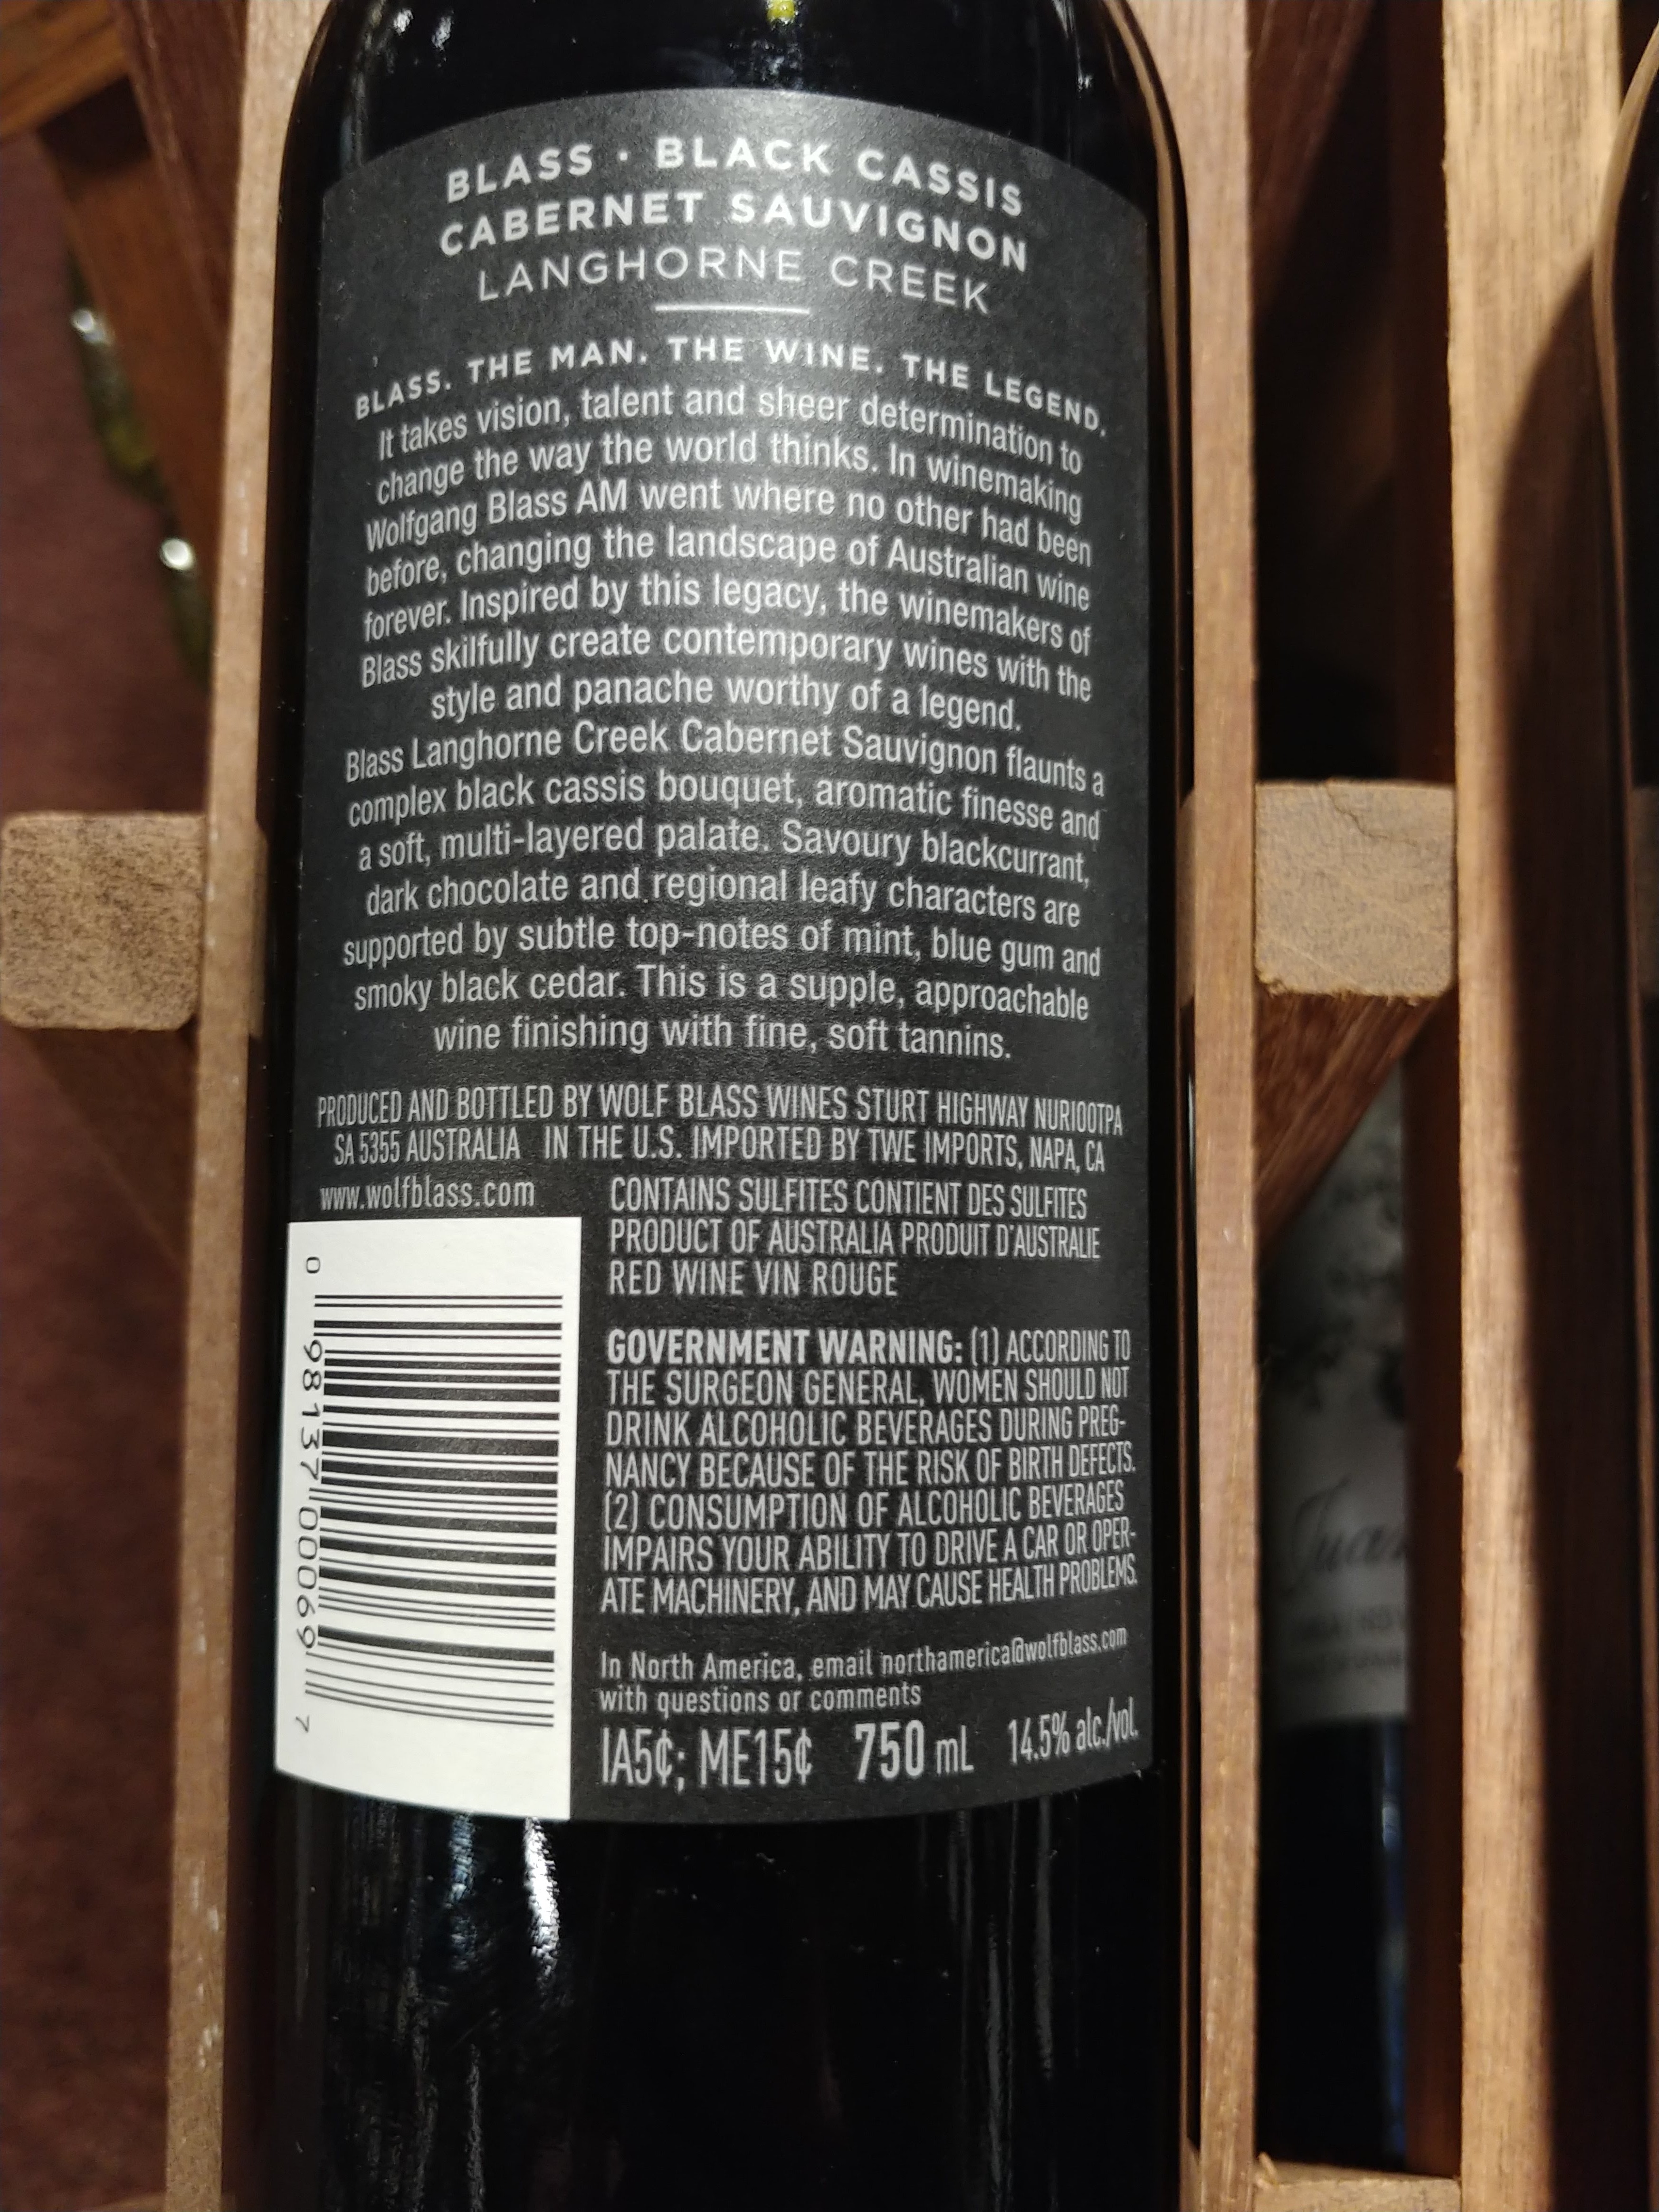 BLASS · BLACK CASSIS
CABERNET SAUVIGNON
LANGHORNE CREEK
BLASS. THE MAN. THE WINE. THE LEGEND.
It takes vision, talent and sheer determination to
change the way the world thinks. In winemaking
Wolfgang Blass AM went where no other had been
before, changing the landscape of Australian wine
forever. Inspired by this legacy, the winemakers of
Blass skilfully create contemporary wines with the
style and panache worthy of a legend.
Blass Langhorne Creek Cabernet Sauvignon flaunts a
complex black cassis bouquet, aromatic finesse and
a soft, multi-layered palate. Savoury blackcurrant,
dark chocolate and regional leafy characters are
supported by subtle top-notes of mint, blue gum and
smoky black cedar. This is a supple, approachable
wine finishing with fine, soft tannins.
PRODUCED AND BOTTLED BY WOLF BLASS WINES STURT HIGHWAY NURIOOTPA
SA 5355 AUSTRALIA IN THE U.S. IMPORTED BY TWE IMPORTS, NAPA, CA
www.wolfblass.com
CONTAINS SULFITES CONTIENT DES SULFITES
PRODUCT OF AUSTRALIA PRODUIT D'AUSTRALIE
RED WINE VIN ROUGE
0 98137 00069 7
GOVERNMENT WARNING: (1) ACCORDING TO
THE SURGEON GENERAL, WOMEN SHOULD NOT
DRINK ALCOHOLIC BEVERAGES DURING PREG-
NANCY BECAUSE OF THE RISK OF BIRTH DEFECTS.
(2) CONSUMPTION OF ALCOHOLIC BEVERAGES
IMPAIRS YOUR ABILITY TO DRIVE A CAR OR OPER-
ATE MACHINERY, AND MAY CAUSE HEALTH PROBLEMS.
In North America, email northamerica@wolfblass.com
with questions or comments
IA5¢; ME15¢ 750 mL 14.5% alc./vol.